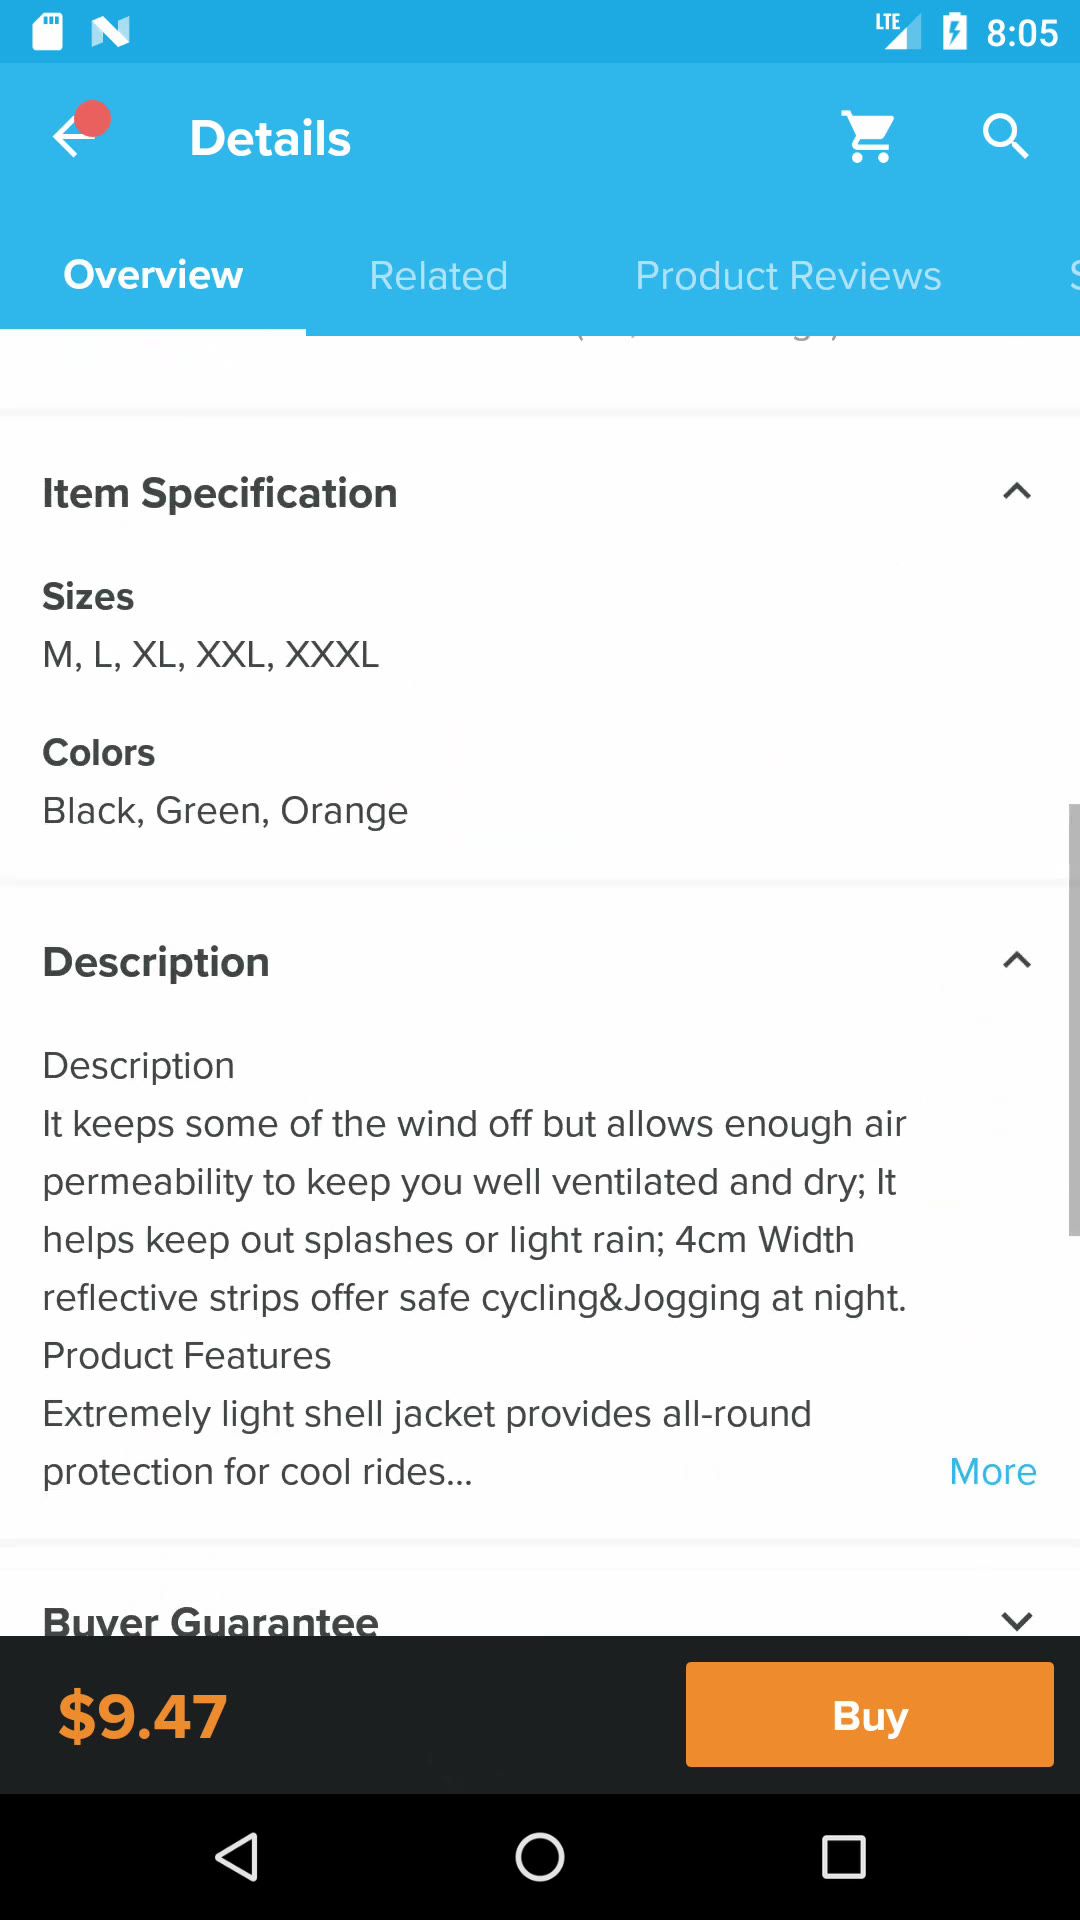 LTE 8:05
Details
Overview Related Product Reviews
Item Specification
Sizes
M, L, XL, XXL, XXXL
Colors
Black, Green, Orange
Description
Description
It keeps some of the wind off but allows enough air
permeability to keep you well ventilated and dry; It
helps keep out splashes or light rain; 4cm Width
reflective strips offer safe cycling&Jogging at night.
Product Features
Extremely light shell jacket provides all-round
protection for cool rides... More
Buyer Guarantee
$9.47 Buy